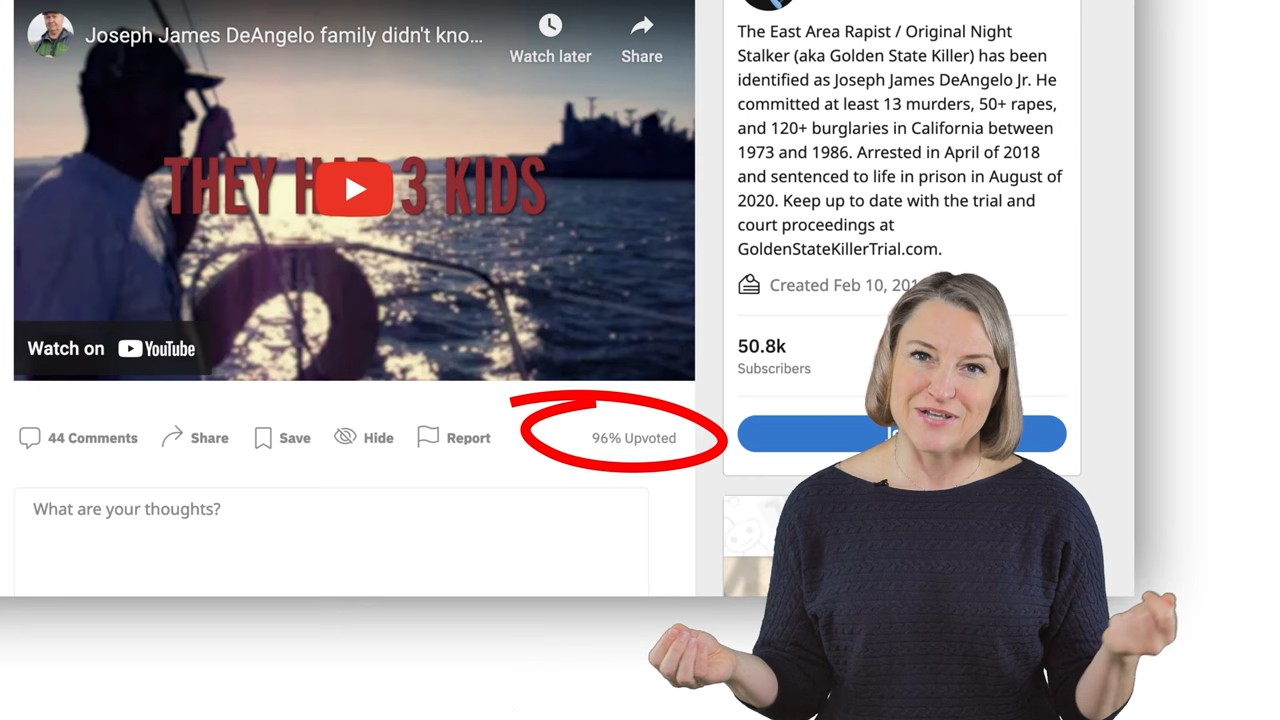 Joseph James DeAngelo family didn't kno...
Watch later
Share
THEY HAD 3 KIDS
Watch on YouTube
44 Comments
Share
Save
Hide
Report
96% Upvoted
What are your thoughts?
The East Area Rapist / Original Night
Stalker (aka Golden State Killer) has been
identified as Joseph James DeAngelo Jr. He
committed at least 13 murders, 50+ rapes,
and 120+ burglaries in California between
1973 and 1986. Arrested in April of 2018
and sentenced to life in prison in August of
2020. Keep up to date with the trial and
court proceedings at
GoldenStateKillerTrial.com.
Created Feb 10, 201
50.8k
Subscribers